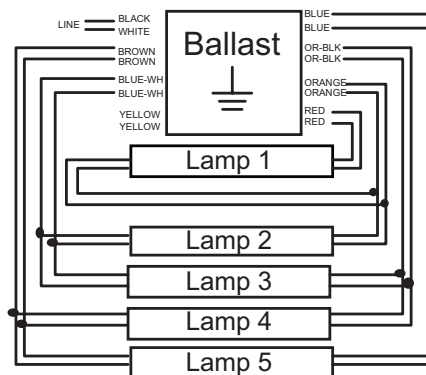 LINE
BLACK
WHITE
BROWN
BROWN
BLUE-WH
BLUE-WH
YELLOW
YELLOW
Ballast
BLUE
BLUE
OR-BLK
OR-BLK
ORANGE
ORANGE
RED
RED
Lamp 1
Lamp 2
Lamp 3
Lamp 4
Lamp 5